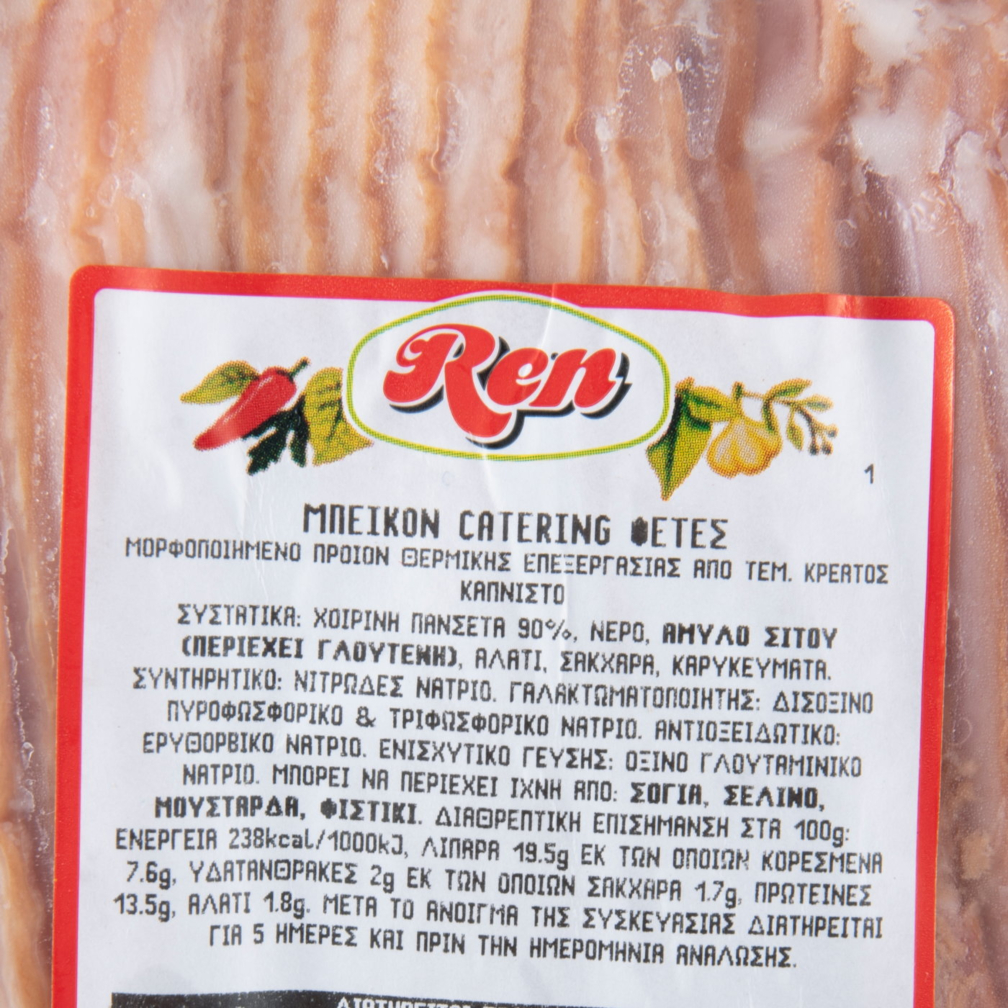 Ren
1
ΜΠΕΙΚΟΝ CATERING ΦΕΤΕΣ
ΜΟΡΦΟΠΟΙΗΜΕΝΟ ΠΡΟΙΟΝ ΘΕΡΜΙΚΗΣ ΕΠΕΞΕΡΓΑΣΙΑΣ ΑΠΟ ΤΕΜ. ΚΡΕΑΤΟΣ
ΚΑΠΝΙΣΤΟ
ΣΥΣΤΑΤΙΚΑ: ΧΟΙΡΙΝΗ ΠΑΝΣΕΤΑ 90%, ΝΕΡΟ, ΑΜΥΛΟ ΣΙΤΟΥ
(ΠΕΡΙΕΧΕΙ ΓΛΟΥΤΕΝΗ), ΑΛΑΤΙ, ΣΑΚΧΑΡΑ, ΚΑΡΥΚΕΥΜΑΤΑ.
ΣΥΝΤΗΡΗΤΙΚΟ: ΝΙΤΡΩΔΕΣ ΝΑΤΡΙΟ. ΓΑΛΑΚΤΩΜΑΤΟΠΟΙΗΤΗΣ: ΔΙΣΟΞΙΝΟ
ΠΥΡΟΦΩΣΦΟΡΙΚΟ & ΤΡΙΦΩΣΦΟΡΙΚΟ ΝΑΤΡΙΟ. ΑΝΤΙΟΞΕΙΔΩΤΙΚΟ:
ΕΡΥΘΟΡΒΙΚΟ ΝΑΤΡΙΟ. ΕΝΙΣΧΥΤΙΚΟ ΓΕΥΣΗΣ: ΟΞΙΝΟ ΓΛΟΥΤΑΜΙΝΙΚΟ
ΝΑΤΡΙΟ. ΜΠΟΡΕΙ ΝΑ ΠΕΡΙΕΧΕΙ ΙΧΝΗ ΑΠΟ: ΣΟΓΙΑ, ΣΕΛΙΝΟ,
ΜΟΥΣΤΑΡΔΑ, ΦΙΣΤΙΚΙ. ΔΙΑΘΡΕΠΤΙΚΗ ΕΠΙΣΗΜΑΝΣΗ ΣΤΑ 100g:
ΕΝΕΡΓΕΙΑ 238kcal/1000kJ, ΛΙΠΑΡΑ 19.5g ΕΚ ΤΩΝ ΟΠΟΙΩΝ ΚΟΡΕΣΜΕΝΑ
7.6g, ΥΔΑΤΑΝΘΡΑΚΕΣ 2g ΕΚ ΤΩΝ ΟΠΟΙΩΝ ΣΑΚΧΑΡΑ 1.7g, ΠΡΩΤΕΙΝΕΣ
13.5g, ΑΛΑΤΙ 1.8g. ΜΕΤΑ ΤΟ ΑΝΟΙΓΜΑ ΤΗΣ ΣΥΣΚΕΥΑΣΙΑΣ ΔΙΑΤΗΡΕΙΤΑΙ
ΓΙΑ 5 ΗΜΕΡΕΣ ΚΑΙ ΠΡΙΝ ΤΗΝ ΗΜΕΡΟΜΗΝΙΑ ΑΝΑΛΩΣΗΣ.